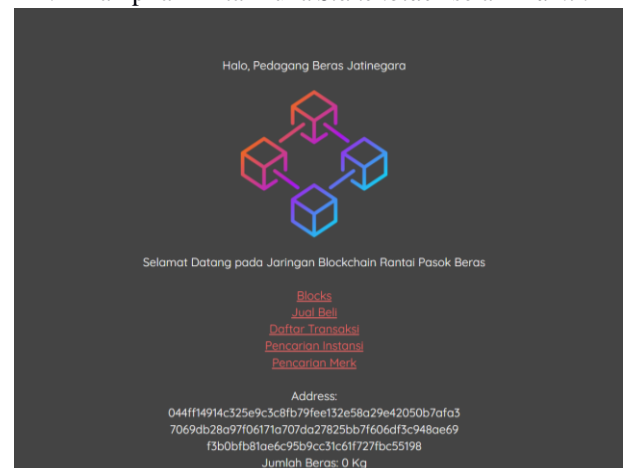 Halo, Pedagang Beras Jatinegara
Selamat Datang pada Jaringan Blockchain Rantai Pasok Beras
Blocks
Jual Beli
Daftar Transaksi
Pencarian Instansi
Pencarian Merk
Address:
044ff14914c325e9c3c8fb79fee132e58a29e42050b7afa3
7069db28a97f06171a707da27825bb7f606df3c948ae69
f3b0bfb81ae6c95b9cc31c61f727fbc55198
Jumlah Beras: 0 Kg